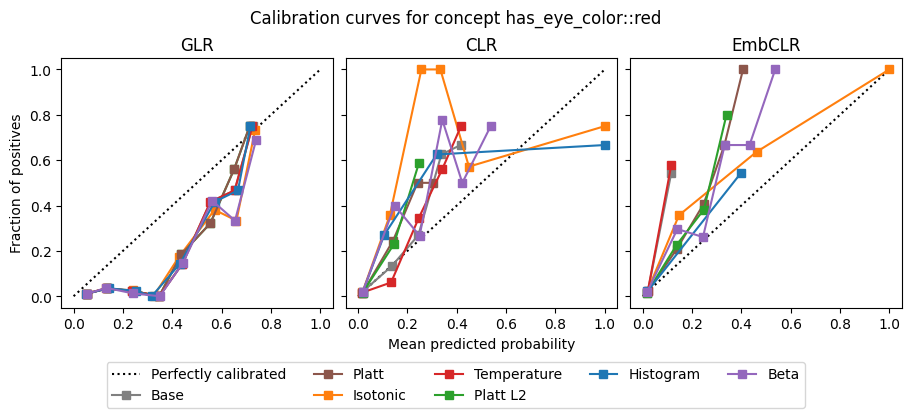 Calibration curves for concept has_eye_color::red
GLR
CLR
EmbCLR
Fraction of positives
1.0
0.8
0.6
0.4
0.2
0.0
0.0 0.2 0.4 0.6 0.8 1.0
0.0 0.2 0.4 0.6 0.8 1.0
0.0 0.2 0.4 0.6 0.8 1.0
Mean predicted probability
Perfectly calibrated Platt Temperature Histogram Beta
Base Isotonic Platt L2